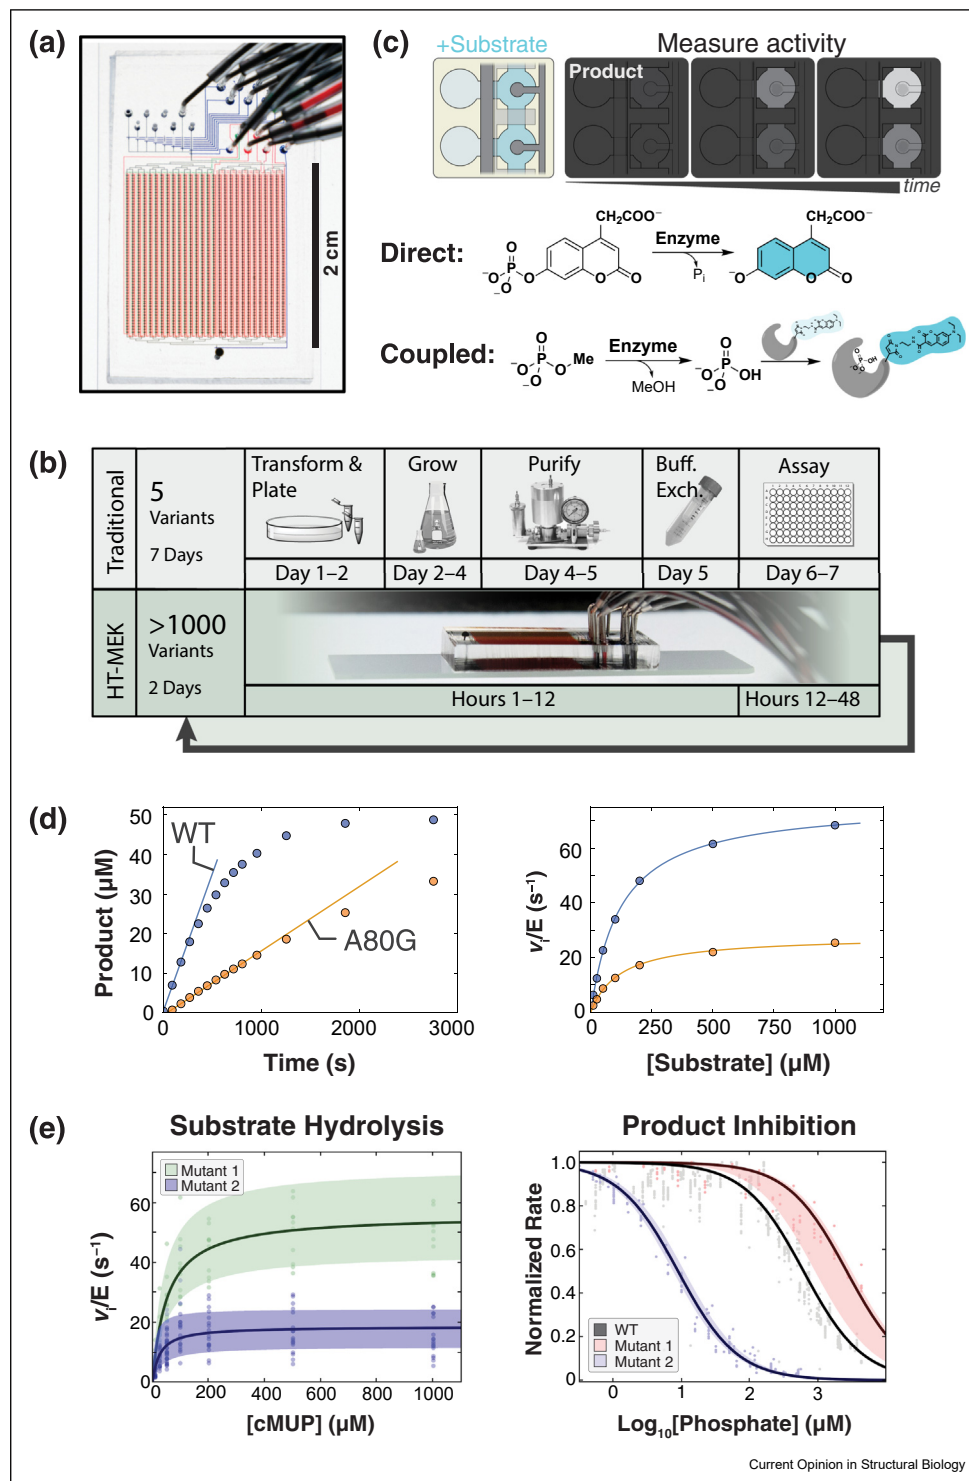 (a)
2 cm
(c)
+Substrate
Measure activity
Product
time
Direct:
CH2COO−
O
P
−O
O
O−
O
O
Enzyme
Pi
CH2COO−
−O
O
O
Coupled:
O
P
−O
O
Me
O−
Enzyme
MeOH
O
P
−O
OH
O−
(b)
Traditional
5
Variants
7 Days
Transform &
Plate
Grow
Purify
Buff.
Exch.
Assay
Day 1–2
Day 2–4
Day 4–5
Day 5
Day 6–7
HT-MEK
>1000
Variants
2 Days
Hours 1–12
Hours 12–48
(d)
Product (µM)
50
40
30
20
10
0
WT
A80G
0
1000
2000
3000
Time (s)
vi/E (s−1)
60
40
20
0
0
250
500
750
1000
[Substrate] (µM)
(e)
Substrate Hydrolysis
vi/E (s−1)
60
40
20
0
Mutant 1
Mutant 2
200
400
600
800
1000
[cMUP] (µM)
Product Inhibition
Normalized Rate
1.0
0.8
0.6
0.4
0.2
0
WT
Mutant 1
Mutant 2
0
1
2
3
Log10[Phosphate] (µM)
Current Opinion in Structural Biology